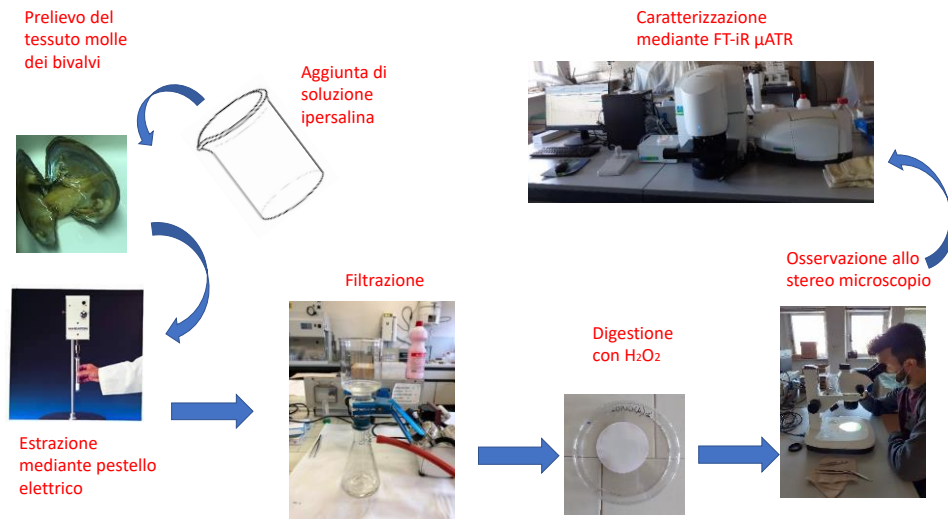 Prelievo del
tessuto molle
dei bivalvi
Aggiunta di
soluzione
ipersalina
Caratterizzazione
mediante FT-iR µATR
Estrazione
mediante pestello
elettrico
Filtrazione
Digestione
con H₂O₂
Osservazione allo
stereo microscopio